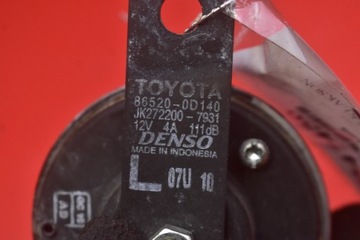 TOYOTA
86520-0D140
JK272200-7931
12V 4A 111dB
DENSO
MADE IN INDONESIA
L 07U 10